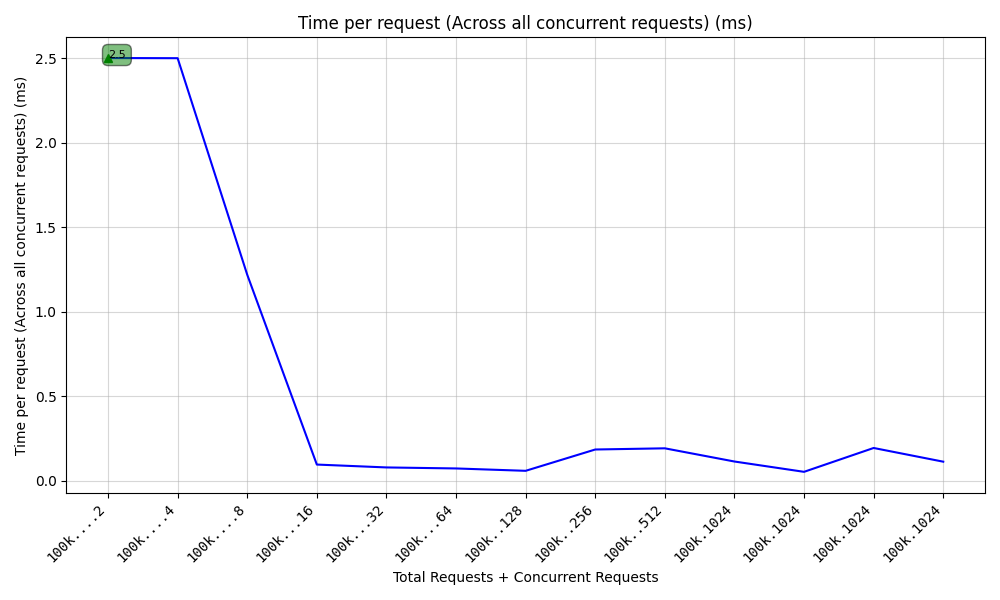 Time per request (Across all concurrent requests) (ms)
Time per request (Across all concurrent requests) (ms)
2.5
2.5
2.0
1.5
1.0
0.5
0.0
100k....2
100k....4
100k....8
100k...16
100k...32
100k...64
100k..128
100k..256
100k..512
100k.1024
100k.1024
100k.1024
100k.1024
Total Requests + Concurrent Requests